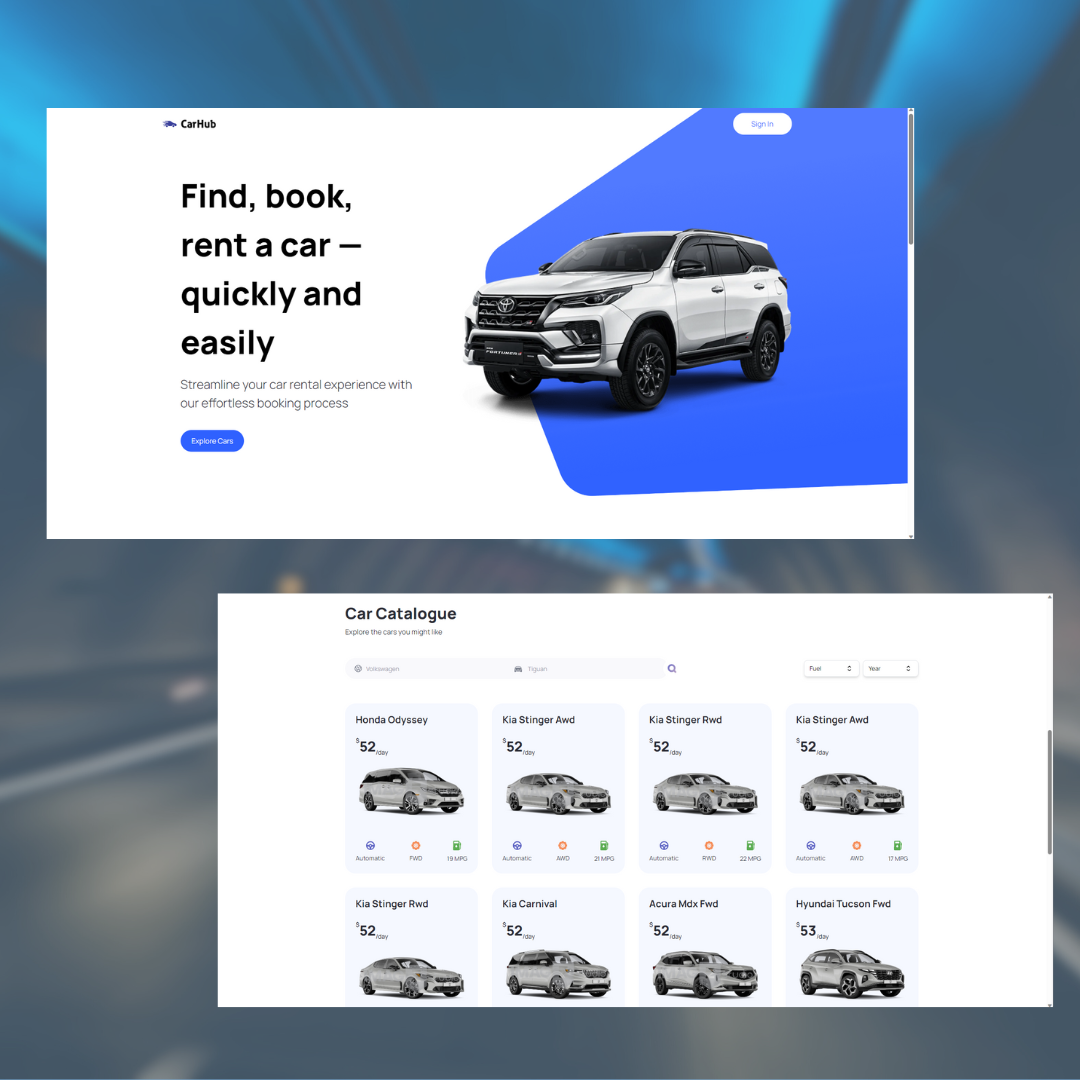 CarHub
Sign In
Find, book,
rent a car —
quickly and
easily
Streamline your car rental experience with
our effortless booking process
Explore Cars
FORTUNER
Car Catalogue
Explore the cars you might like
Volkswagen
Tiguan
Fuel
Year
Honda Odyssey
$52/day
Automatic
FWD
19 MPG
Kia Stinger Awd
$52/day
Automatic
AWD
21 MPG
Kia Stinger Rwd
$52/day
Automatic
RWD
22 MPG
Kia Stinger Awd
$52/day
Automatic
AWD
17 MPG
Kia Stinger Rwd
$52/day
Kia Carnival
$52/day
Acura Mdx Fwd
$52/day
Hyundai Tucson Fwd
$53/day